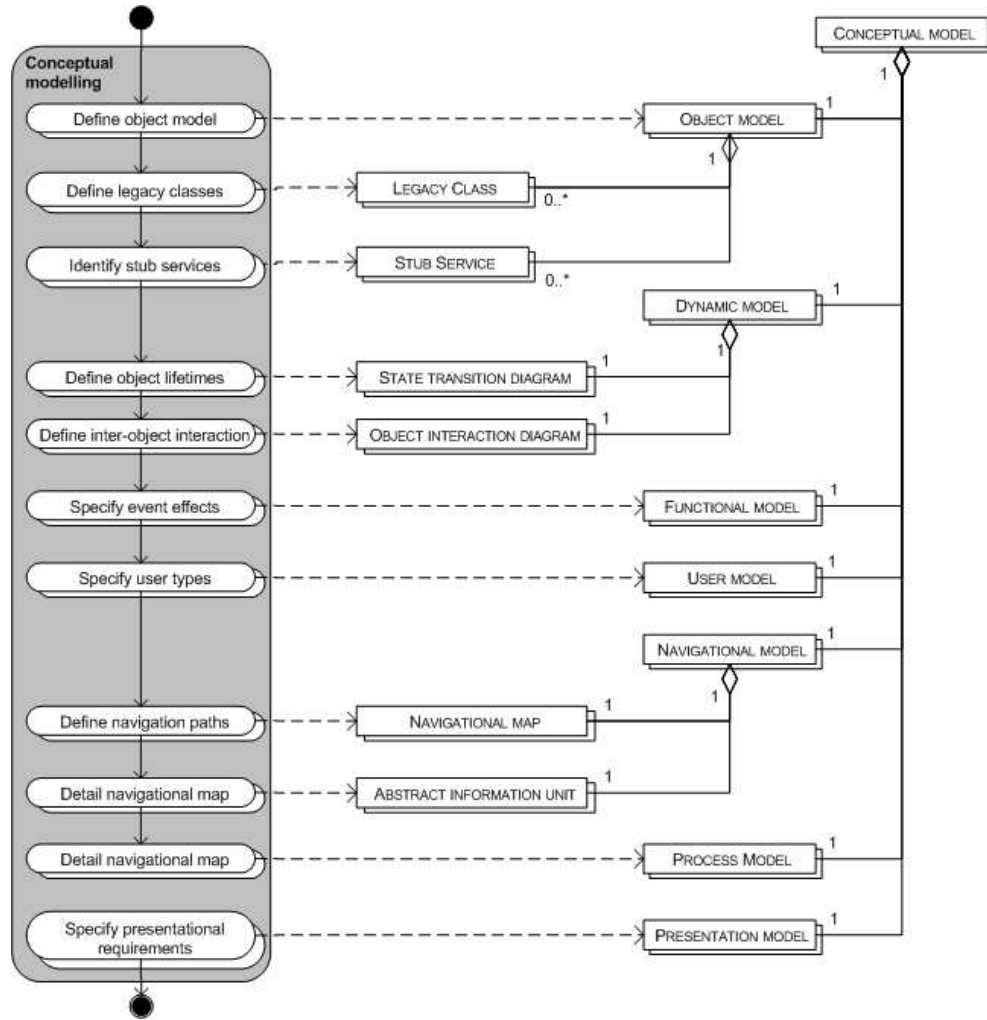 CONCEPTUAL MODEL
1
Conceptual
modelling
Define object model
OBJECT MODEL
1
1
Define legacy classes
LEGACY CLASS
0..*
Identify stub services
STUB SERVICE
0..*
DYNAMIC MODEL
1
1
Define object lifetimes
STATE TRANSITION DIAGRAM
1
Define inter-object interaction
OBJECT INTERACTION DIAGRAM
1
Specify event effects
FUNCTIONAL MODEL
1
Specify user types
USER MODEL
1
NAVIGATIONAL MODEL
1
1
Define navigation paths
NAVIGATIONAL MAP
1
Detail navigational map
ABSTRACT INFORMATION UNIT
1
Detail navigational map
PROCESS MODEL
1
Specify presentational
requirements
PRESENTATION MODEL
1